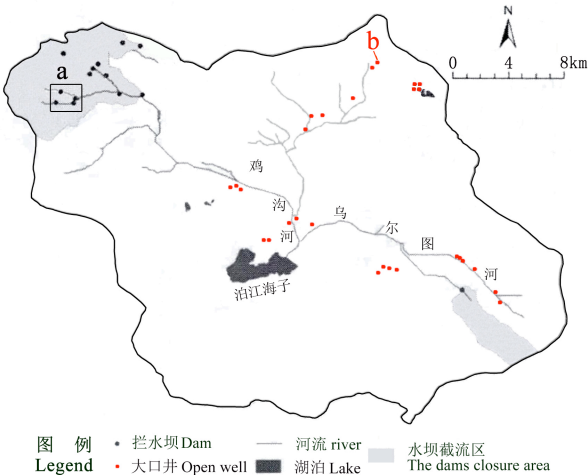 N
0 4 8km
a
b
鸡
沟
河
乌
尔
图
河
泊江海子
图 例
Legend
拦水坝 Dam
河流 river
水坝截流区
The dams closure area
大口井 Open well
湖泊 Lake